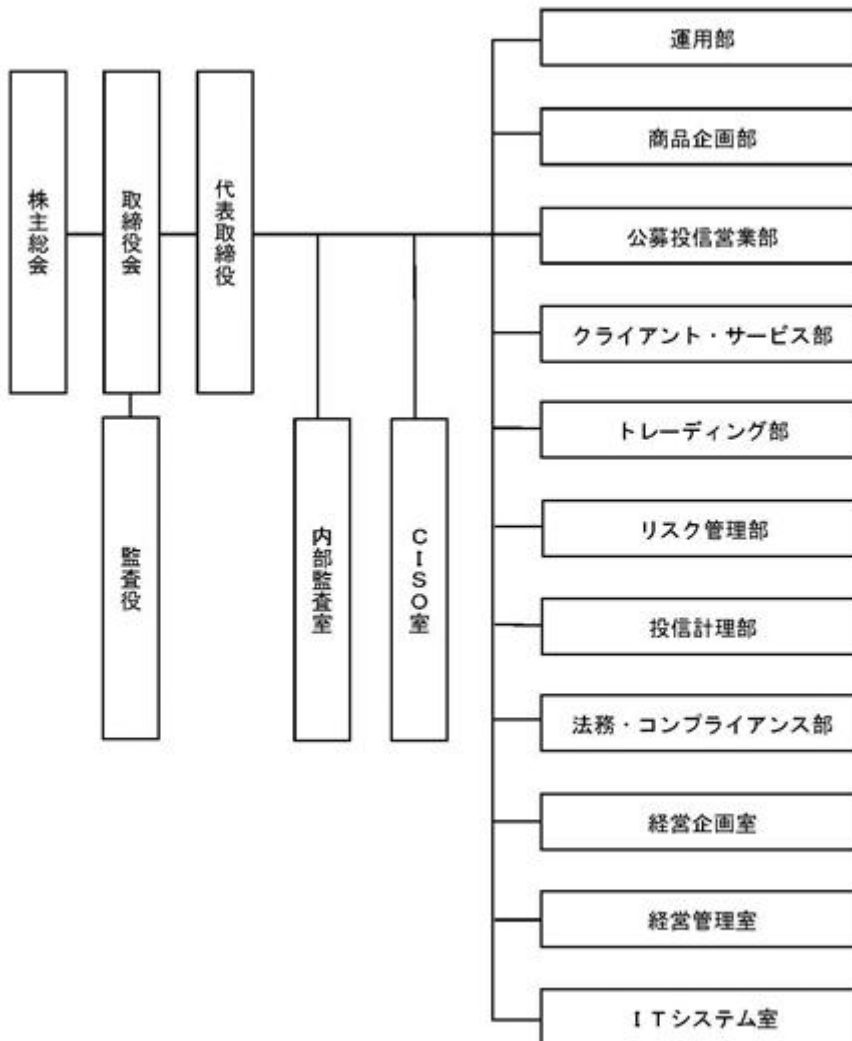 株主総会
取締役会
代表取締役
監査役
内部監査室
CISO室
運用部
商品企画部
公募投信営業部
クライアント・サービス部
トレーディング部
リスク管理部
投信計理部
法務・コンプライアンス部
経営企画室
経営管理室
ITシステム室